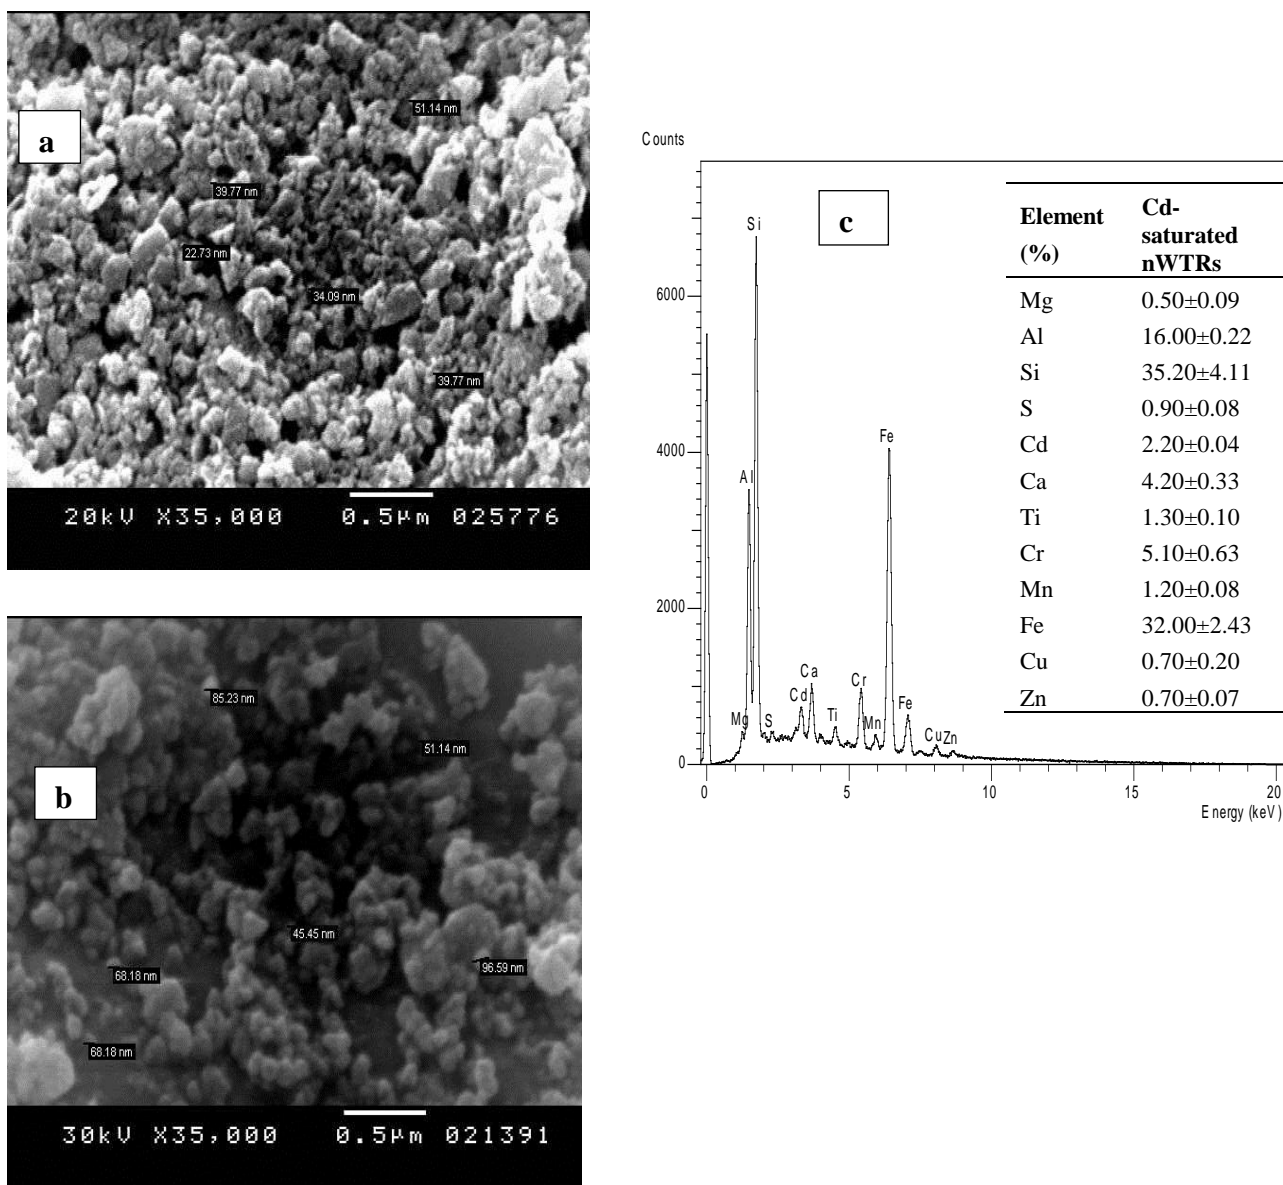 a
51.14 nm
39.77 nm
22.73 nm
34.09 nm
39.77 nm
20kV X35,000 0.5µm 025776
b
85.23 nm
51.14 nm
45.45 nm
68.18 nm
96.59 nm
68.18 nm
30kV X35,000 0.5µm 021391
Counts
c
Si
6000
Fe
4000
Al
2000
Ca
Cd
Cr
Fe
Ti
Mg
S
Mn
Cu
Zn
0
0 5 10 15 20
Energy (keV)
Element Cd-
(%) saturated
nWTRs
Mg 0.50±0.09
Al 16.00±0.22
Si 35.20±4.11
S 0.90±0.08
Cd 2.20±0.04
Ca 4.20±0.33
Ti 1.30±0.10
Cr 5.10±0.63
Mn 1.20±0.08
Fe 32.00±2.43
Cu 0.70±0.20
Zn 0.70±0.07